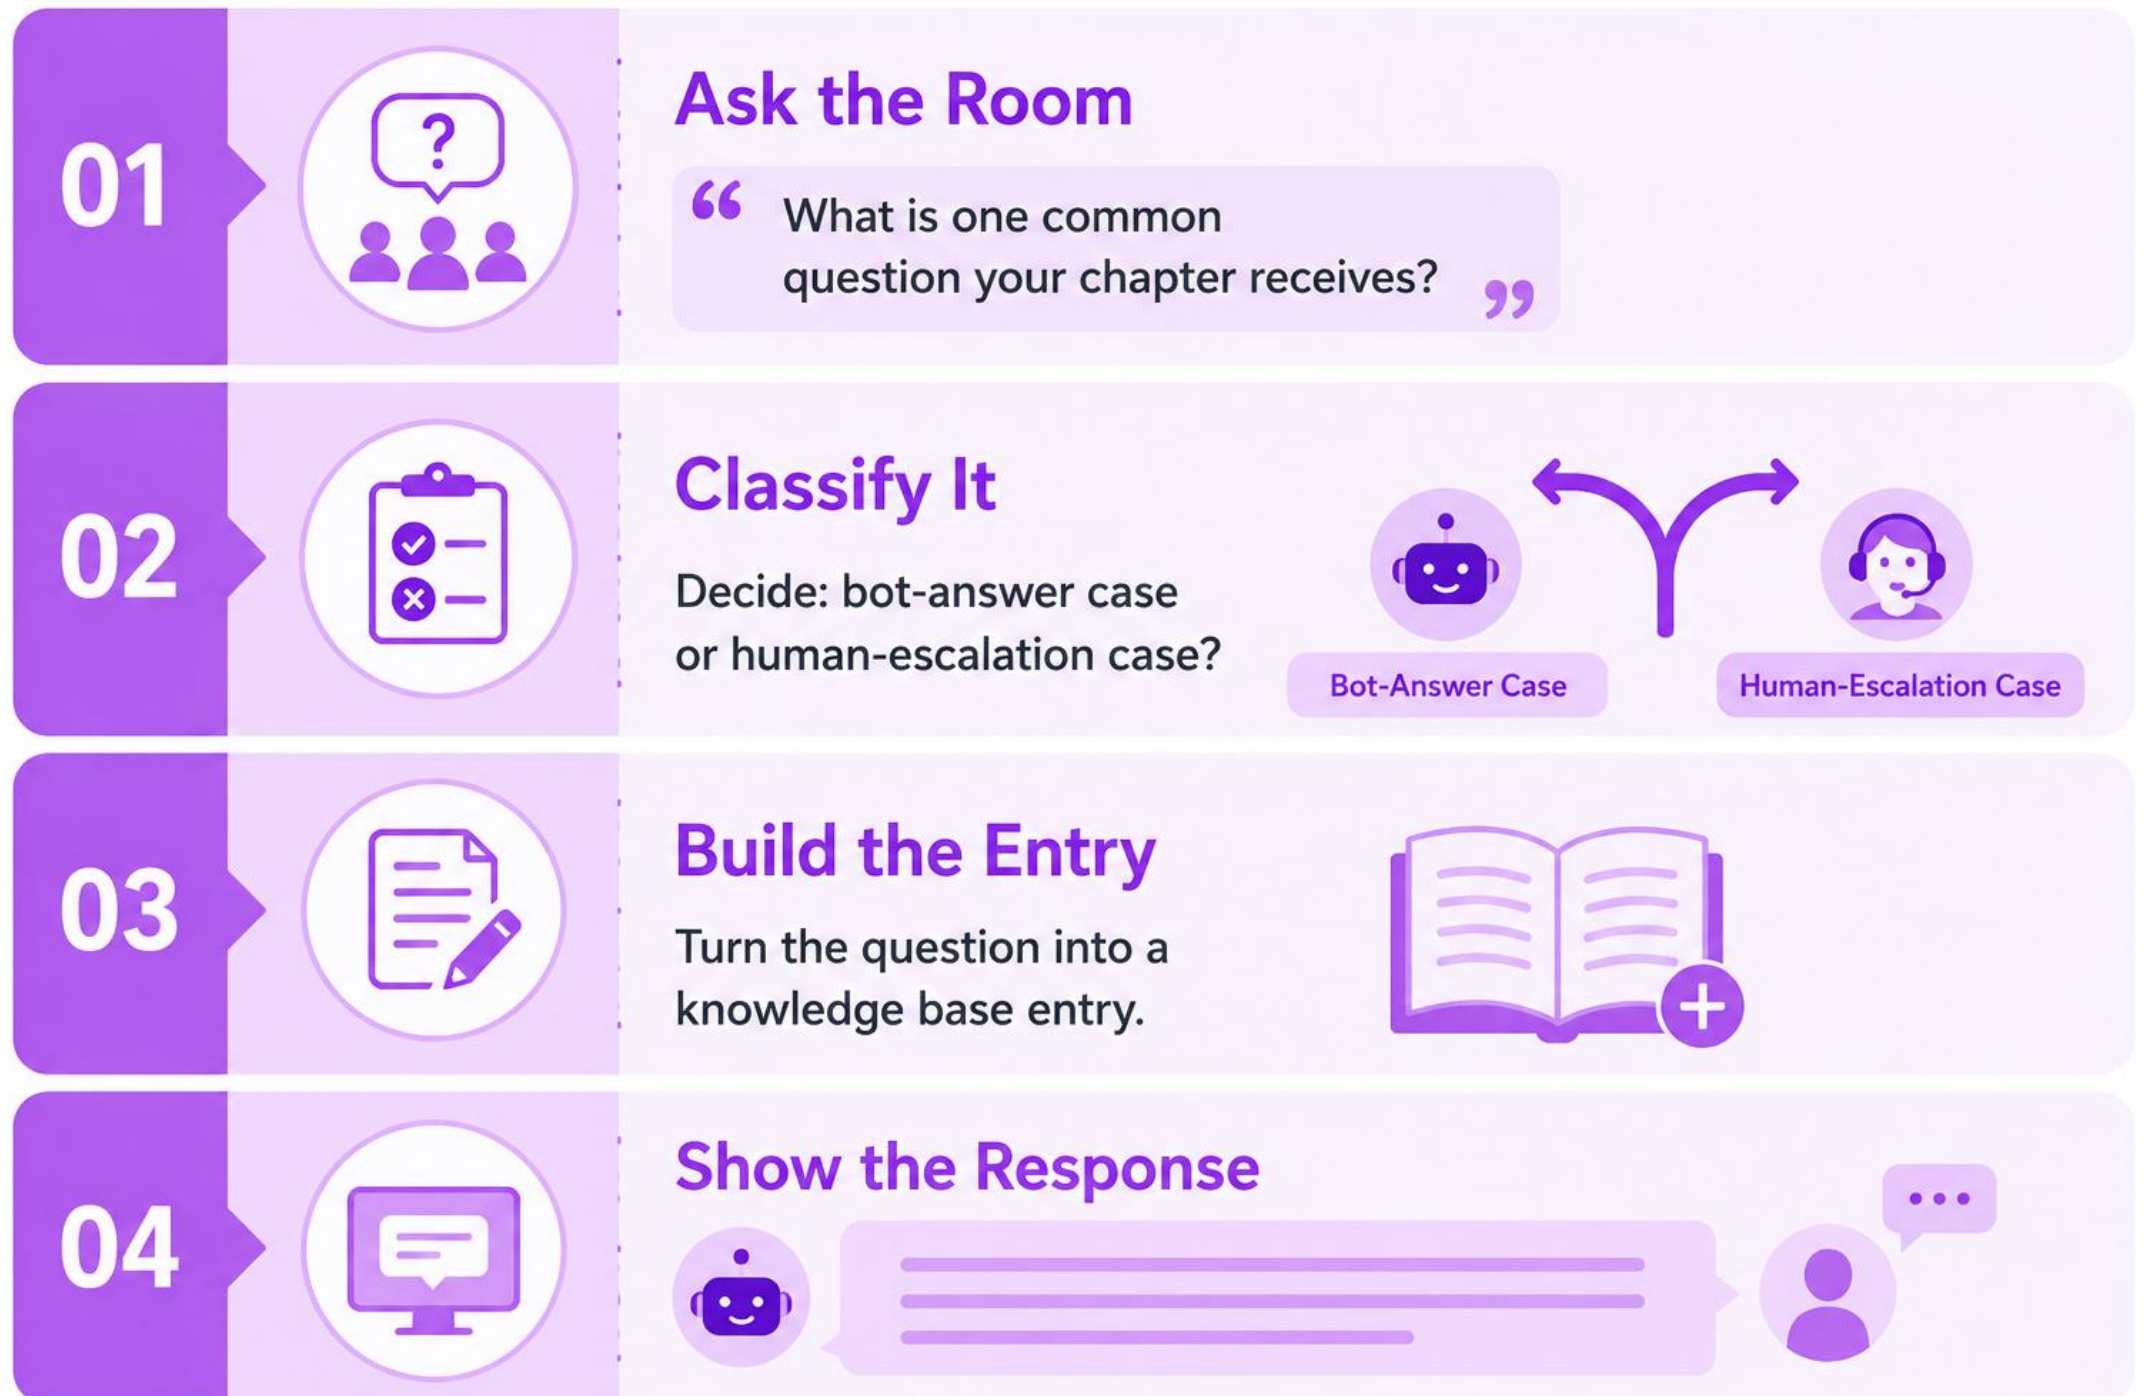 01
?
Ask the Room
“ What is one common
question your chapter receives? ”
02
Classify It
Decide: bot-answer case
or human-escalation case?
Bot-Answer Case
Human-Escalation Case
03
Build the Entry
Turn the question into a
knowledge base entry.
04
Show the Response